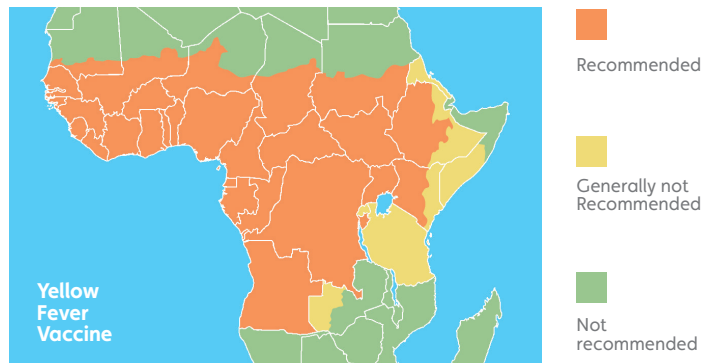 Recommended
Generally not
Recommended
Not
recommended
Yellow
Fever
Vaccine